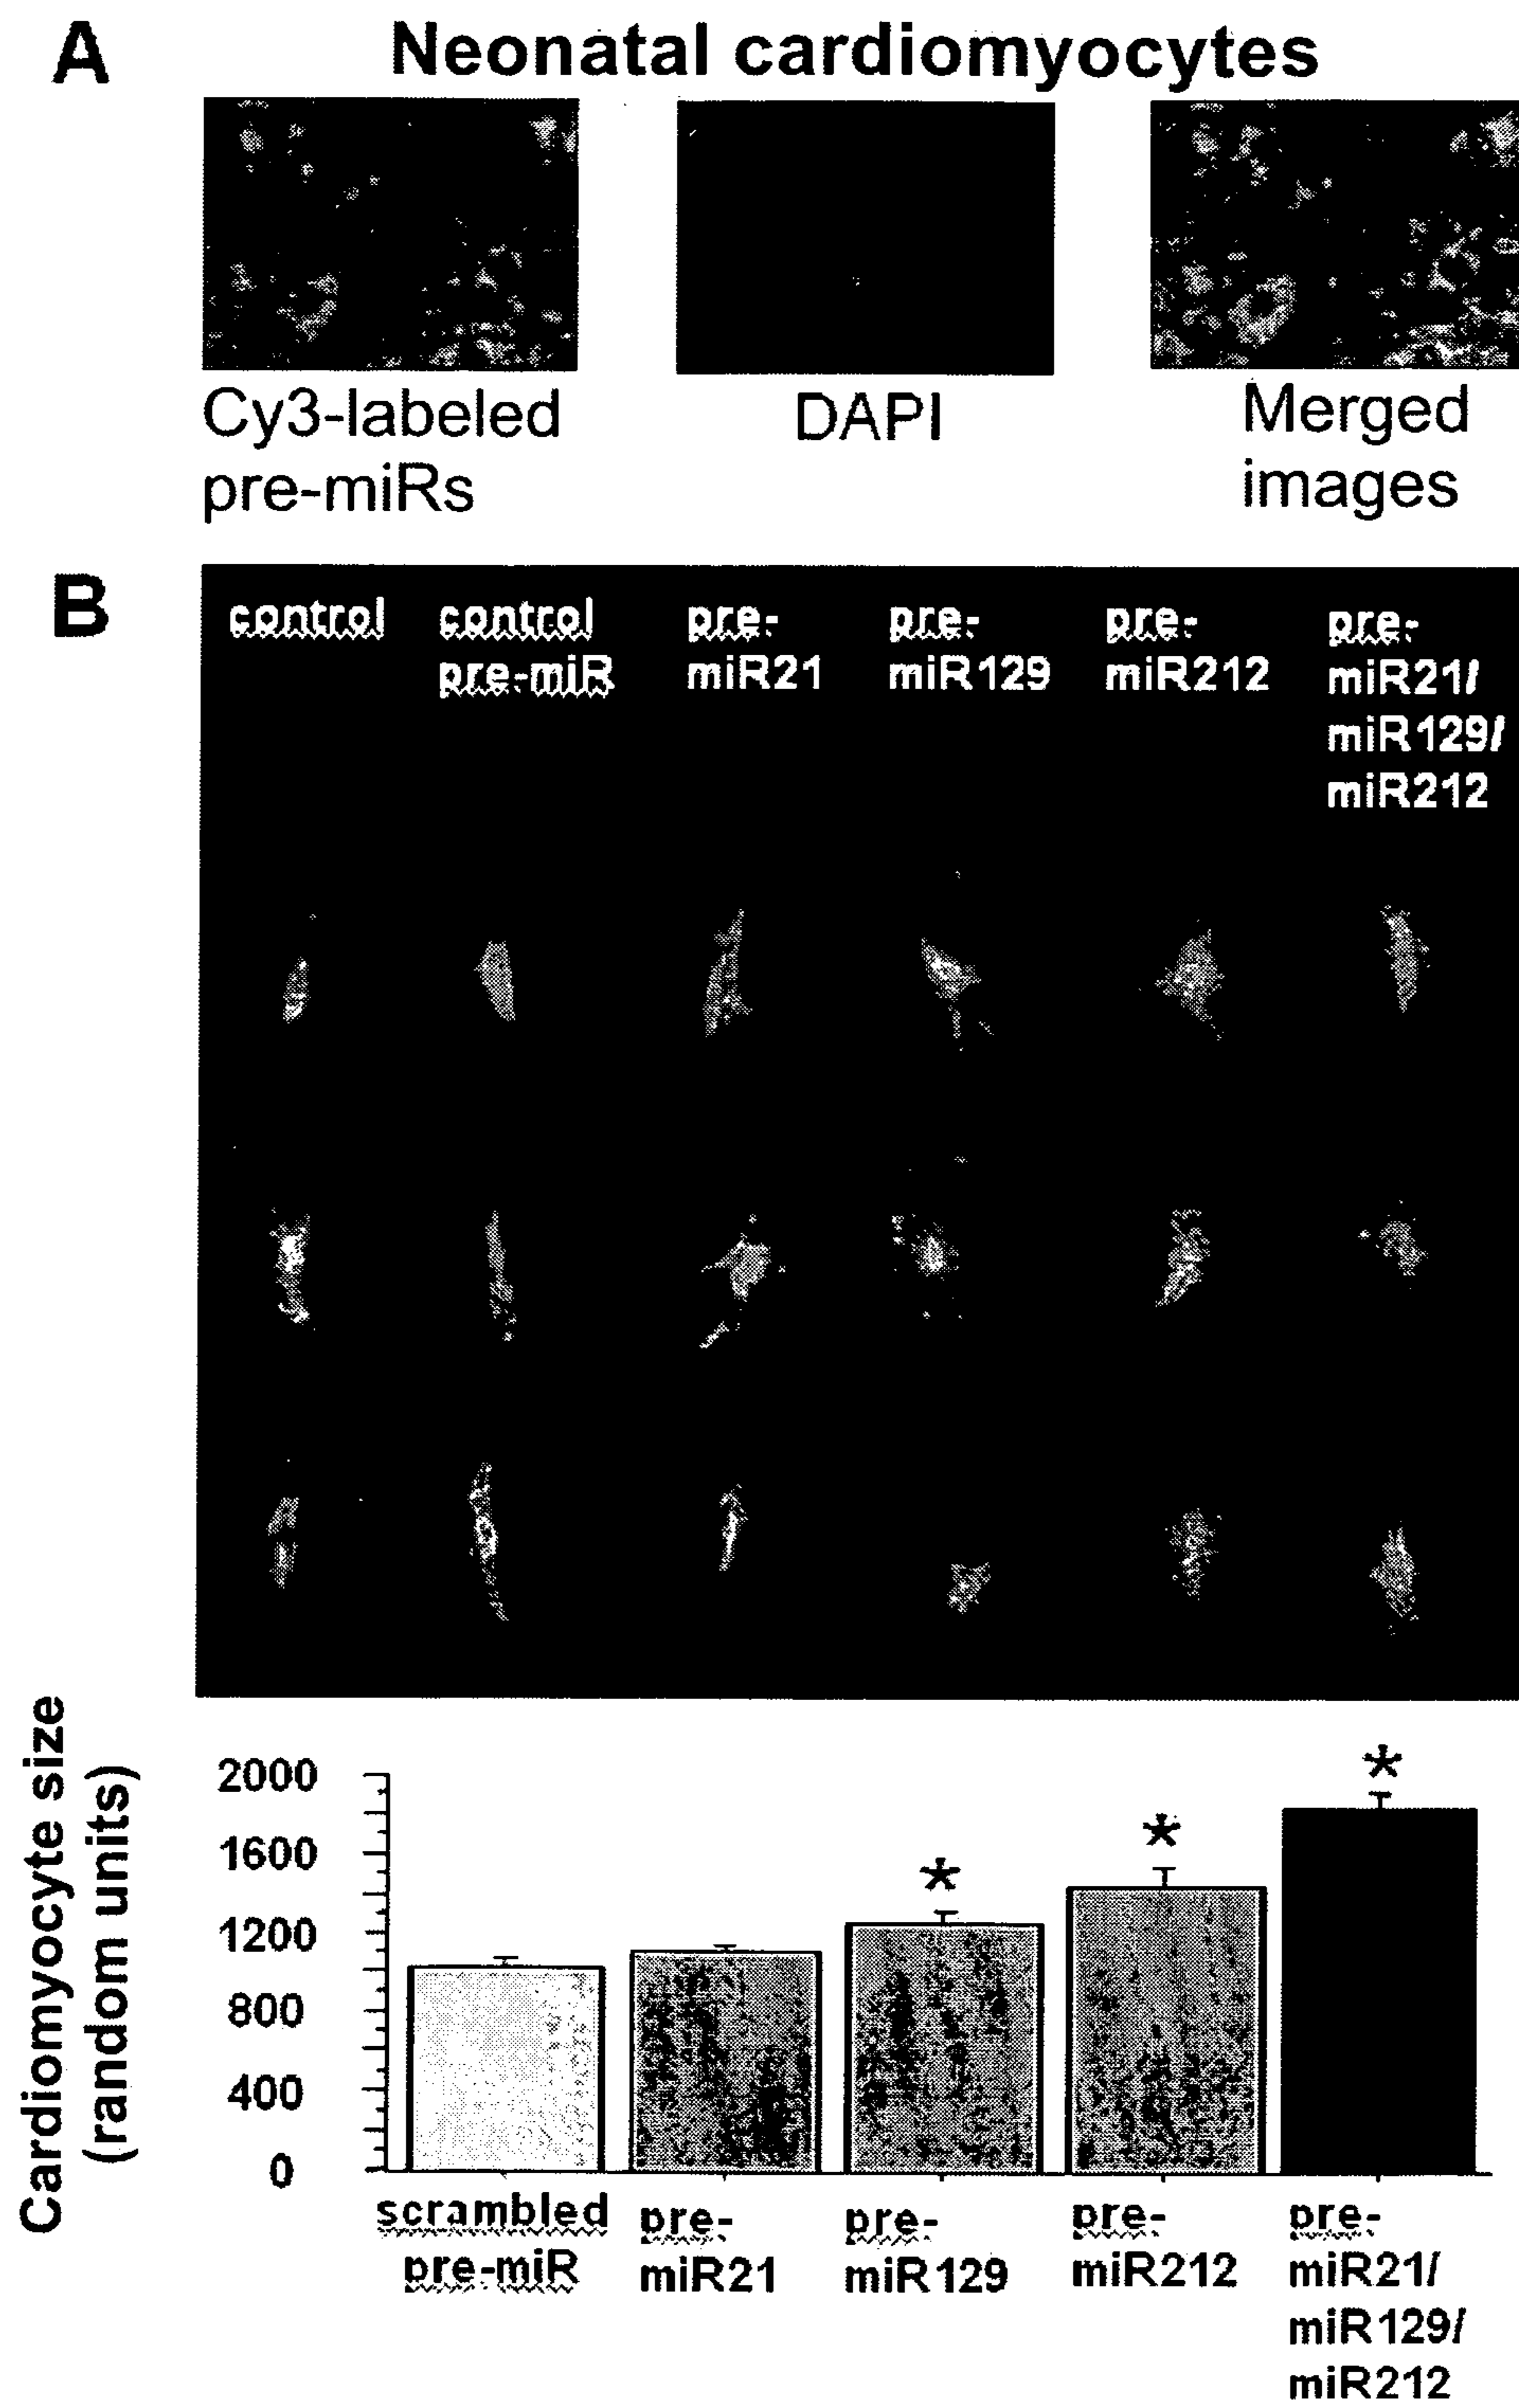 A
Neonatal cardiomyocytes
Cy3-labeled
pre-miRs
DAPI
Merged
images
B
control
control
pre-miR
pre-
miR21
pre-
miR129
pre-
miR212
pre-
miR21/
miR129/
miR212
Cardiomyocyte size
(random units)
2000
1600
1200
800
400
0
*
*
*
scrambled
pre-miR
pre-
miR21
pre-
miR129
pre-
miR212
pre-
miR21/
miR129/
miR212